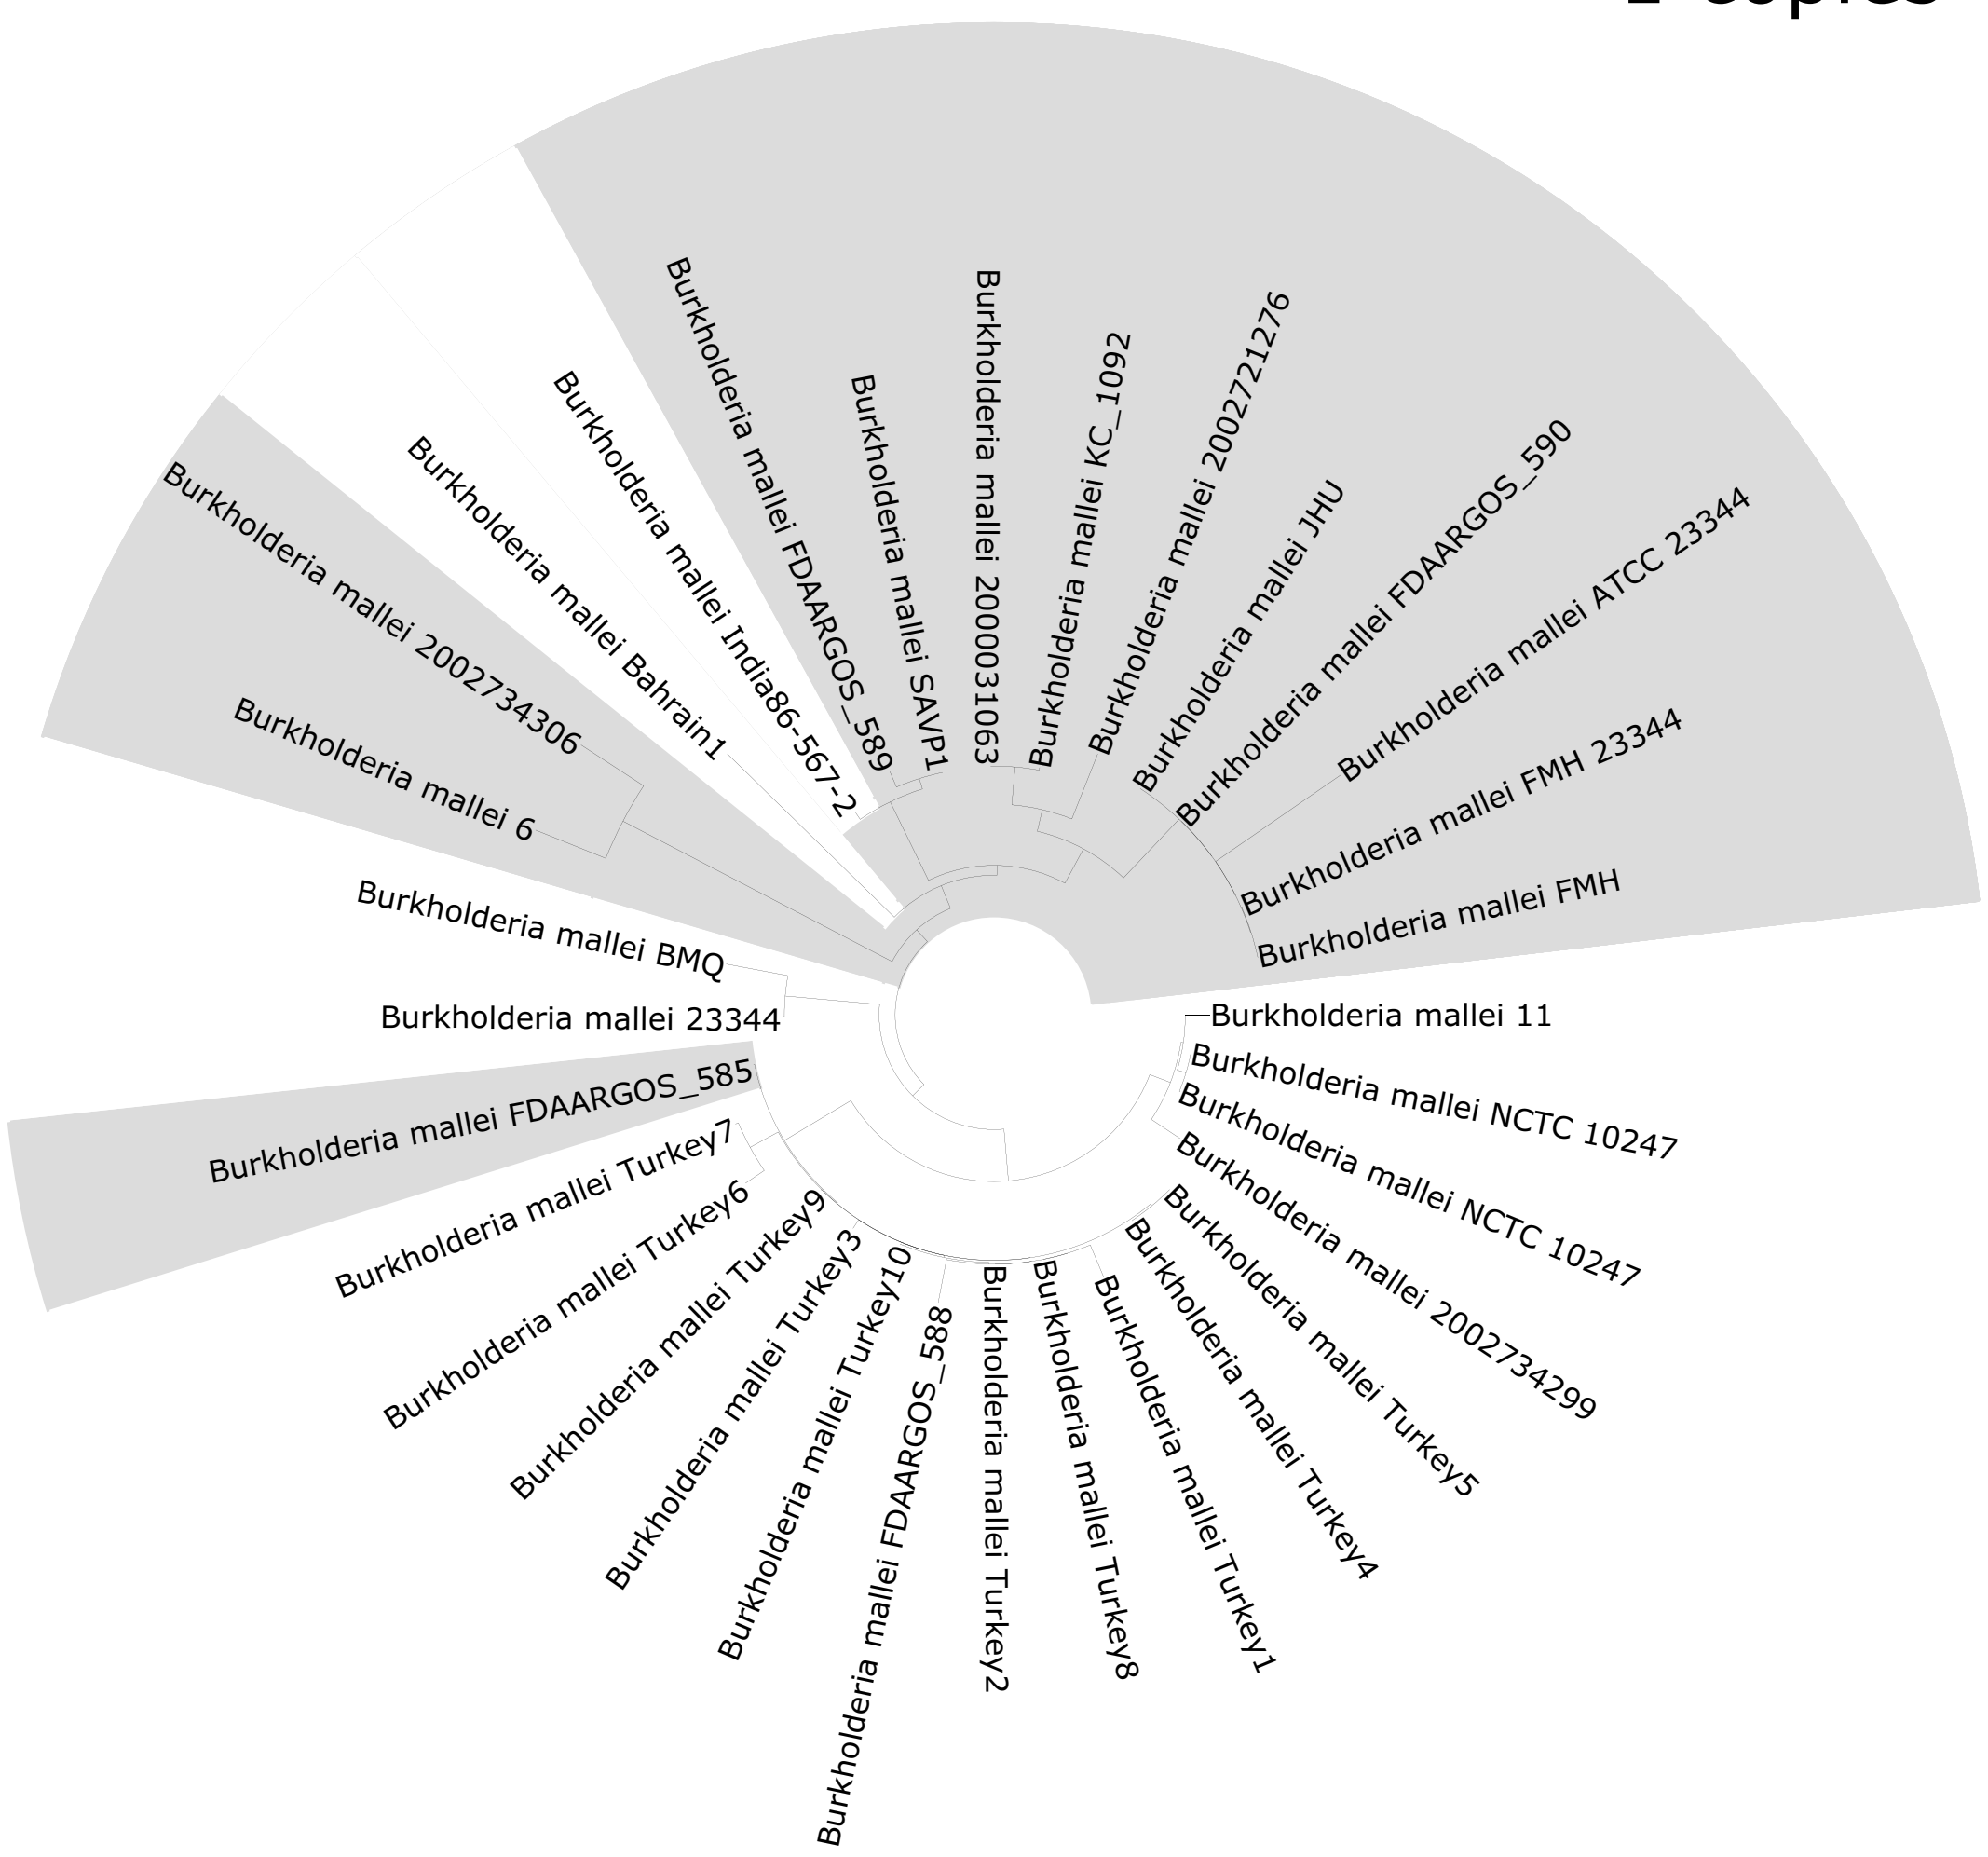 copies
Burkholderia mallei FDAARGOS_589
Burkholderia mallei SAVP1
Burkholderia mallei 2000031063
Burkholderia mallei KC_1092
Burkholderia mallei 2002721276
Burkholderia mallei JHU
Burkholderia mallei FDAARGOS_590
Burkholderia mallei ATCC 23344
Burkholderia mallei FMH 23344
Burkholderia mallei FMH
Burkholderia mallei 11
Burkholderia mallei NCTC 10247
Burkholderia mallei NCTC 10247
Burkholderia mallei 2002734299
Burkholderia mallei Turkey5
Burkholderia mallei Turkey4
Burkholderia mallei Turkey1
Burkholderia mallei Turkey8
Burkholderia mallei Turkey2
Burkholderia mallei FDAARGOS_588
Burkholderia mallei Turkey10
Burkholderia mallei Turkey3
Burkholderia mallei Turkey9
Burkholderia mallei Turkey6
Burkholderia mallei Turkey7
Burkholderia mallei FDAARGOS_585
Burkholderia mallei 23344
Burkholderia mallei BMQ
Burkholderia mallei 6
Burkholderia mallei 2002734306
Burkholderia mallei Bahrain1
Burkholderia mallei India86-567-2